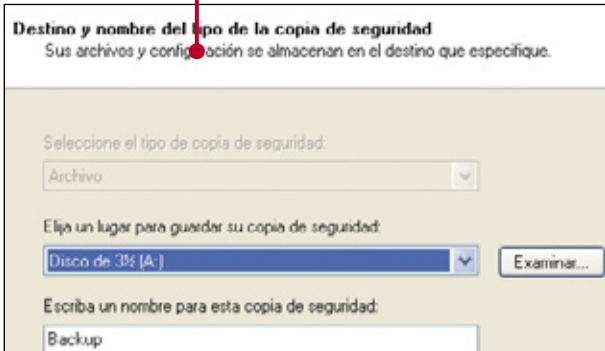 Destino y nombre del tipo de la copia de seguridad
Sus archivos y configuración se almacenan en el destino que especifique.
Seleccione el tipo de copia de seguridad:
Archivo
Elija un lugar para guardar su copia de seguridad:
Disco de 3½ (A:)
Examinar...
Escriba un nombre para esta copia de seguridad:
Backup